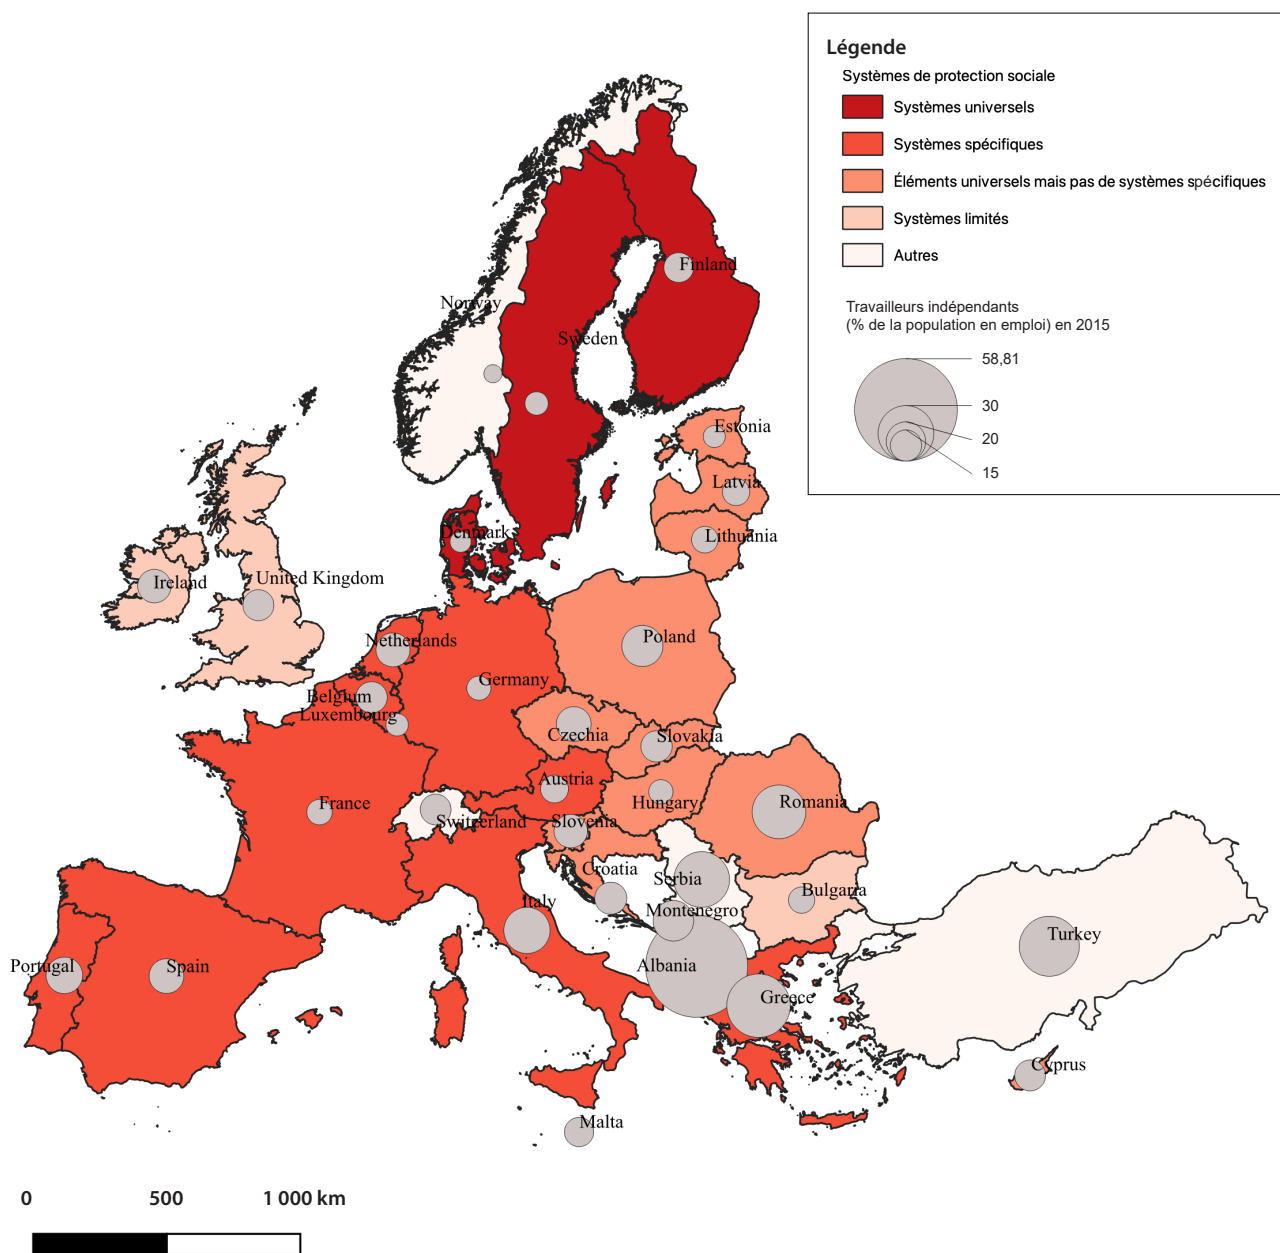 Légende
Systèmes de protection sociale
Systèmes universels
Systèmes spécifiques
Éléments universels mais pas de systèmes spécifiques
Systèmes limités
Autres
Travailleurs indépendants
(% de la population en emploi) en 2015
58,81
30
20
15
Finland
Norway
Sweden
Estonia
Latvia
Denmark
Lithuania
Ireland
United Kingdom
Netherlands
Poland
Germany
Belgium
Luxembourg
Czechia
Slovakia
Austria
France
Hungary
Romania
Switzerland
Slovenia
Croatia
Serbia
Bulgaria
Italy
Montenegro
Turkey
Portugal
Spain
Albania
Greece
Cyprus
Malta
0 500 1 000 km